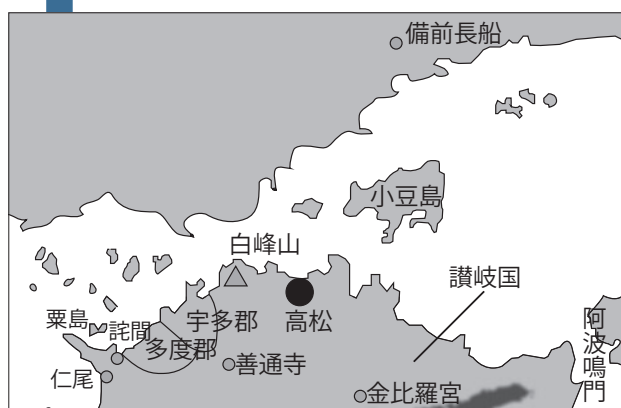 備前長船
小豆島
白峰山
讃岐国
粟島
詫間
宇多郡
高松
多度郡
善通寺
仁尾
金比羅宮
阿波鳴門